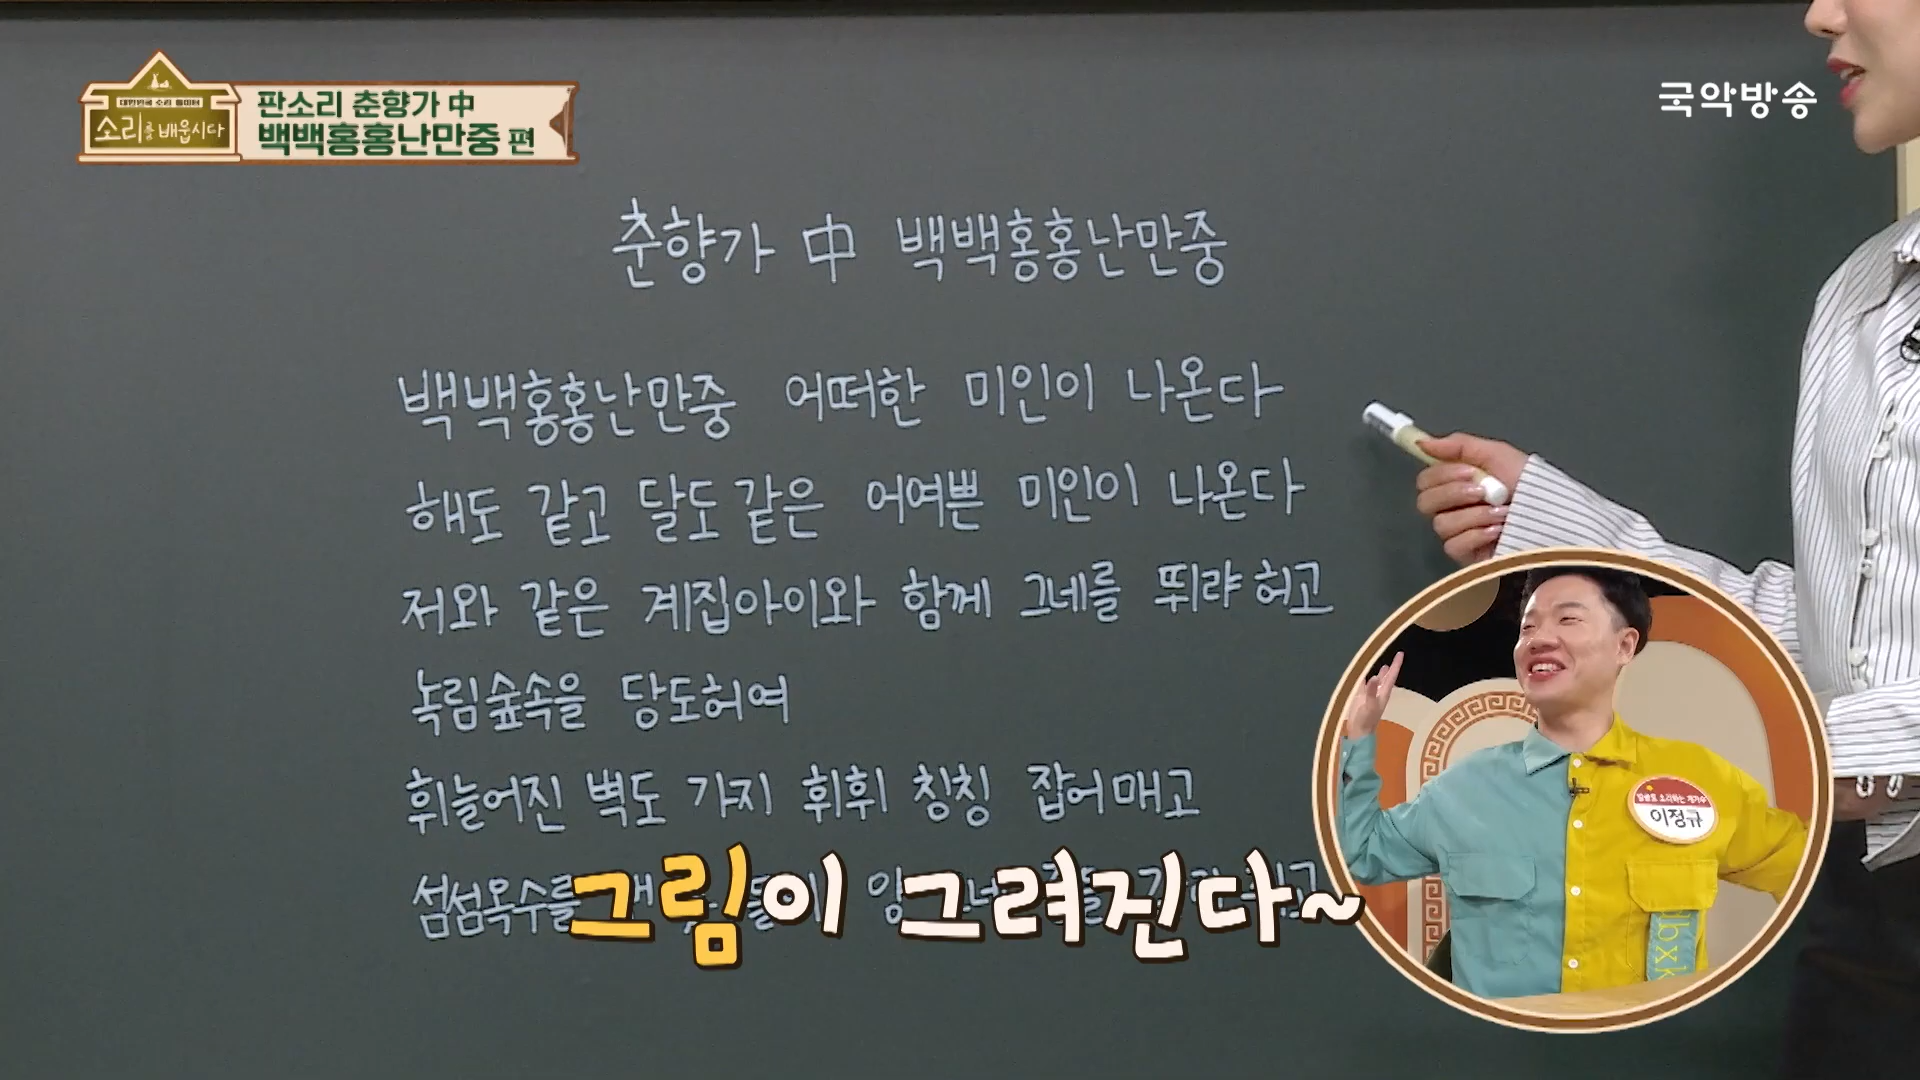 대한민국 소리 놀이터
소리를 배웁시다
판소리 춘향가 中
백백홍홍난만중 편
국악방송
춘향가 中 백백홍홍난만중
백백홍홍난만중 어떠한 미인이 나온다
해도 같고 달도 같은 어여쁜 미인이 나온다
저와 같은 계집아이와 함께 그네를 뛰랴 허고
녹림숲속을 당도허여
휘늘어진 벽도 가지 휘휘 칭칭 잡어매고
섬섬옥수를
그림이 그려진다~
이정규